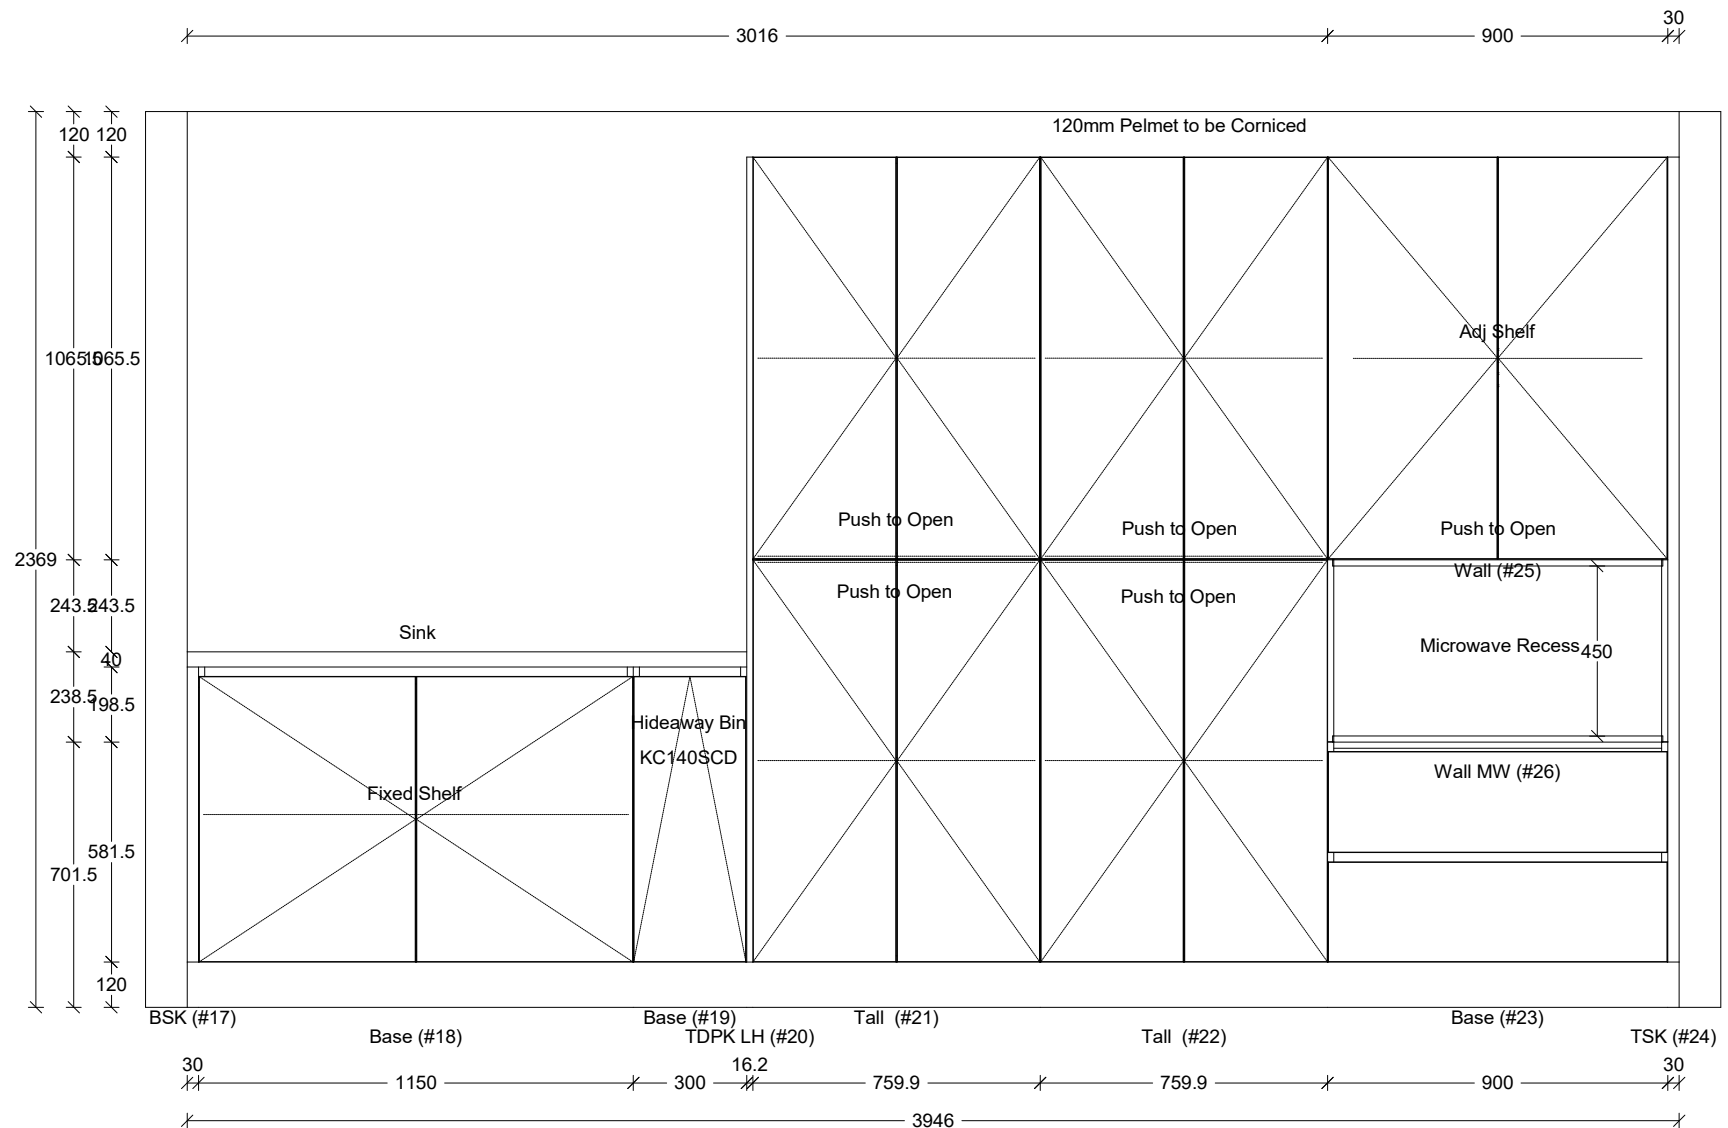 30
3016
900
120
120
120mm Pelmet to be Corniced
1065.5
1065.5
Adj Shelf
Push to Open
Push to Open
Push to Open
2369
Wall (#25)
Push to Open
Push to Open
243.5
243.5
Sink
Microwave Recess
450
40
238.5
198.5
Hideaway Bin
KC140SCD
Wall MW (#26)
Fixed Shelf
581.5
701.5
120
BSK (#17)
Base (#19)
Tall (#21)
Base (#23)
Base (#18)
TDPK LH (#20)
Tall (#22)
TSK (#24)
30
16.2
30
1150
300
759.9
759.9
900
3946